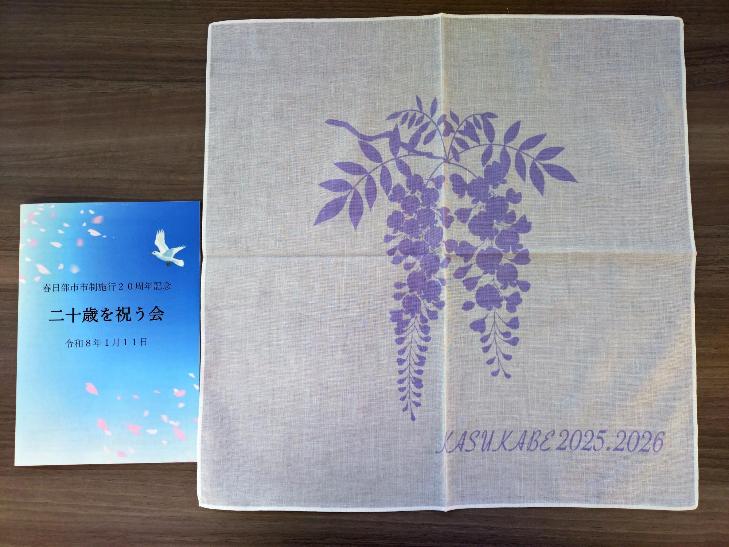 春日部市市制施行２０周年記念
二十歳を祝う会
令和８年１月１１日
KASUKABE 2025.2026